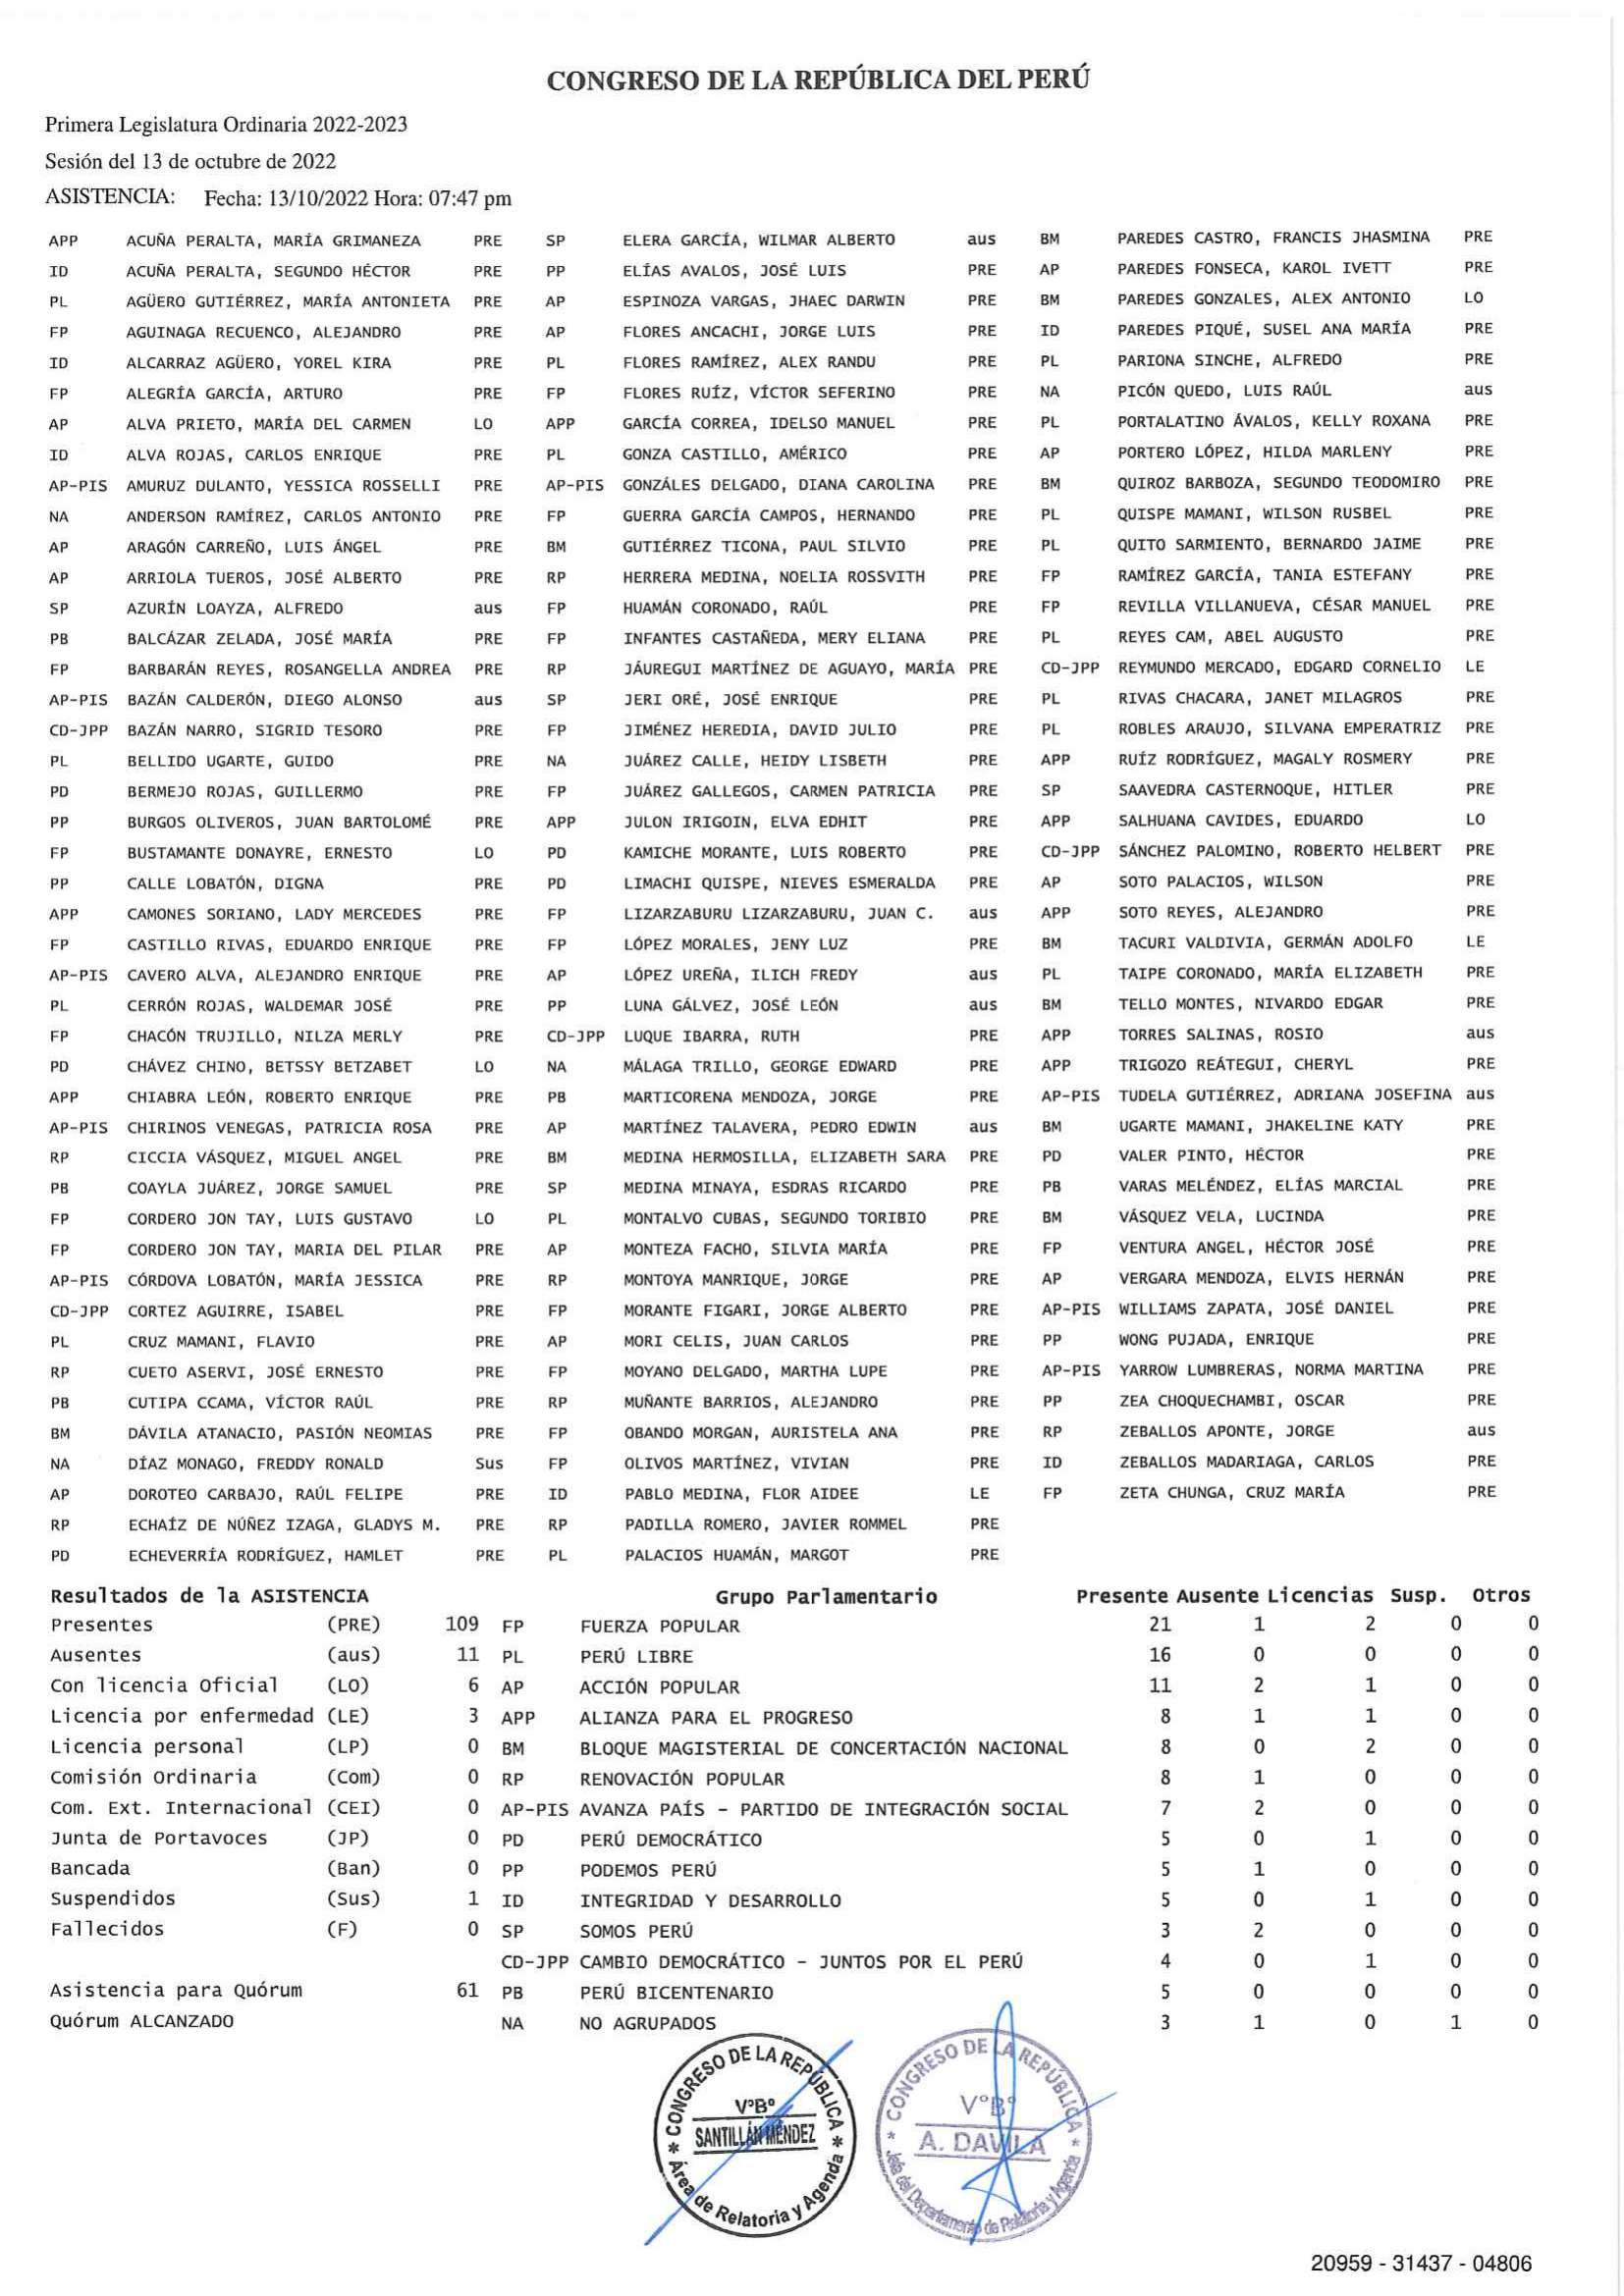 CONGRESO DE LA REPÚBLICA DEL PERÚ
Primera Legislatura Ordinaria 2022-2023
Sesión del 13 de octubre de 2022
ASISTENCIA: Fecha: 13/10/2022 Hora: 07:47 pm
APP ACUÑA PERALTA, MARÍA GRIMANEZA PRE SP ELERA GARCÍA, WILMAR ALBERTO aus BM PAREDES CASTRO, FRANCIS JHASMINA PRE
ID ACUÑA PERALTA, SEGUNDO HÉCTOR PRE PP ELÍAS AVALOS, JOSÉ LUIS PRE AP PAREDES FONSECA, KAROL IVETT PRE
PL AGÜERO GUTIÉRREZ, MARÍA ANTONIETA PRE AP ESPINOZA VARGAS, JHAEC DARWIN PRE BM PAREDES GONZALES, ALEX ANTONIO LO
FP AGUINAGA RECUENCO, ALEJANDRO PRE AP FLORES ANCACHI, JORGE LUIS PRE ID PAREDES PIQUÉ, SUSEL ANA MARÍA PRE
ID ALCARRAZ AGÜERO, YOREL KIRA PRE PL FLORES RAMÍREZ, ALEX RANDU PRE PL PARIONA SINCHE, ALFREDO PRE
FP ALEGRÍA GARCÍA, ARTURO PRE FP FLORES RUÍZ, VÍCTOR SEFERINO PRE NA PICÓN QUEDO, LUIS RAÚL aus
AP ALVA PRIETO, MARÍA DEL CARMEN LO APP GARCÍA CORREA, IDELSO MANUEL PRE PL PORTALATINO ÁVALOS, KELLY ROXANA PRE
ID ALVA ROJAS, CARLOS ENRIQUE PRE PL GONZA CASTILLO, AMÉRICO PRE AP PORTERO LÓPEZ, HILDA MARLENY PRE
AP-PIS AMURUZ DULANTO, YESSICA ROSSELLI PRE AP-PIS GONZÁLES DELGADO, DIANA CAROLINA PRE BM QUIROZ BARBOZA, SEGUNDO TEODOMIRO PRE
NA ANDERSON RAMÍREZ, CARLOS ANTONIO PRE FP GUERRA GARCÍA CAMPOS, HERNANDO PRE PL QUISPE MAMANI, WILSON RUSBEL PRE
AP ARAGÓN CARREÑO, LUIS ÁNGEL PRE BM GUTIÉRREZ TICONA, PAUL SILVIO PRE PL QUITO SARMIENTO, BERNARDO JAIME PRE
AP ARRIOLA TUEROS, JOSÉ ALBERTO PRE RP HERRERA MEDINA, NOELIA ROSSVITH PRE FP RAMÍREZ GARCÍA, TANIA ESTEFANY PRE
SP AZURÍN LOAYZA, ALFREDO aus FP HUAMÁN CORONADO, RAÚL PRE FP REVILLA VILLANUEVA, CÉSAR MANUEL PRE
PB BALCÁZAR ZELADA, JOSÉ MARÍA PRE FP INFANTES CASTAÑEDA, MERY ELIANA PRE PL REYES CAM, ABEL AUGUSTO PRE
FP BARBARÁN REYES, ROSANGELLA ANDREA PRE RP JÁUREGUI MARTÍNEZ DE AGUAYO, MARÍA PRE CD-JPP REYMUNDO MERCADO, EDGARD CORNELIO LE
AP-PIS BAZÁN CALDERÓN, DIEGO ALONSO aus SP JERI ORÉ, JOSÉ ENRIQUE PRE PL RIVAS CHACARA, JANET MILAGROS PRE
CD-JPP BAZÁN NARRO, SIGRID TESORO PRE FP JIMÉNEZ HEREDIA, DAVID JULIO PRE PL ROBLES ARAUJO, SILVANA EMPERATRIZ PRE
PL BELLIDO UGARTE, GUIDO PRE NA JUÁREZ CALLE, HEIDY LISBETH PRE APP RUÍZ RODRÍGUEZ, MAGALY ROSMERY PRE
PD BERMEJO ROJAS, GUILLERMO PRE FP JUÁREZ GALLEGOS, CARMEN PATRICIA PRE SP SAAVEDRA CASTERNOQUE, HITLER PRE
PP BURGOS OLIVEROS, JUAN BARTOLOMÉ PRE APP JULON IRIGOIN, ELVA EDHIT PRE APP SALHUANA CAVIDES, EDUARDO LO
FP BUSTAMANTE DONAYRE, ERNESTO LO PD KAMICHE MORANTE, LUIS ROBERTO PRE CD-JPP SÁNCHEZ PALOMINO, ROBERTO HELBERT PRE
PP CALLE LOBATÓN, DIGNA PRE PD LIMACHI QUISPE, NIEVES ESMERALDA PRE AP SOTO PALACIOS, WILSON PRE
APP CAMONES SORIANO, LADY MERCEDES PRE FP LIZARZABURU LIZARZABURU, JUAN C. aus APP SOTO REYES, ALEJANDRO PRE
FP CASTILLO RIVAS, EDUARDO ENRIQUE PRE FP LÓPEZ MORALES, JENY LUZ PRE BM TACURI VALDIVIA, GERMÁN ADOLFO LE
AP-PIS CAVERO ALVA, ALEJANDRO ENRIQUE PRE AP LÓPEZ UREÑA, ILICH FREDY aus PL TAIPE CORONADO, MARÍA ELIZABETH PRE
PL CERRÓN ROJAS, WALDEMAR JOSÉ PRE PP LUNA GÁLVEZ, JOSÉ LEÓN aus BM TELLO MONTES, NIVARDO EDGAR PRE
FP CHACÓN TRUJILLO, NILZA MERLY PRE CD-JPP LUQUE IBARRA, RUTH PRE APP TORRES SALINAS, ROSIO aus
PD CHÁVEZ CHINO, BETSSY BETZABET LO NA MÁLAGA TRILLO, GEORGE EDWARD PRE APP TRIGOZO REÁTEGUI, CHERYL PRE
APP CHIABRA LEÓN, ROBERTO ENRIQUE PRE PB MARTICORENA MENDOZA, JORGE PRE AP-PIS TUDELA GUTIÉRREZ, ADRIANA JOSEFINA aus
AP-PIS CHIRINOS VENEGAS, PATRICIA ROSA PRE AP MARTÍNEZ TALAVERA, PEDRO EDWIN aus BM UGARTE MAMANI, JHAKELINE KATY PRE
RP CICCIA VÁSQUEZ, MIGUEL ANGEL PRE BM MEDINA HERMOSILLA, ELIZABETH SARA PRE PD VALER PINTO, HÉCTOR PRE
PB COAYLA JUÁREZ, JORGE SAMUEL PRE SP MEDINA MINAYA, ESDRAS RICARDO PRE PB VARAS MELÉNDEZ, ELÍAS MARCIAL PRE
FP CORDERO JON TAY, LUIS GUSTAVO LO PL MONTALVO CUBAS, SEGUNDO TORIBIO PRE BM VÁSQUEZ VELA, LUCINDA PRE
FP CORDERO JON TAY, MARIA DEL PILAR PRE AP MONTEZA FACHO, SILVIA MARÍA PRE FP VENTURA ANGEL, HÉCTOR JOSÉ PRE
AP-PIS CÓRDOVA LOBATÓN, MARÍA JESSICA PRE RP MONTOYA MANRIQUE, JORGE PRE AP VERGARA MENDOZA, ELVIS HERNÁN PRE
CD-JPP CORTEZ AGUIRRE, ISABEL PRE FP MORANTE FIGARI, JORGE ALBERTO PRE AP-PIS WILLIAMS ZAPATA, JOSÉ DANIEL PRE
PL CRUZ MAMANI, FLAVIO PRE AP MORI CELIS, JUAN CARLOS PRE PP WONG PUJADA, ENRIQUE PRE
RP CUETO ASERVI, JOSÉ ERNESTO PRE FP MOYANO DELGADO, MARTHA LUPE PRE AP-PIS YARROW LUMBRERAS, NORMA MARTINA PRE
PB CUTIPA CCAMA, VÍCTOR RAÚL PRE RP MUÑANTE BARRIOS, ALEJANDRO PRE PP ZEA CHOQUECHAMBI, OSCAR PRE
BM DÁVILA ATANACIO, PASIÓN NEOMIAS PRE FP OBANDO MORGAN, AURISTELA ANA PRE RP ZEBALLOS APONTE, JORGE aus
NA DÍAZ MONAGO, FREDDY RONALD Sus FP OLIVOS MARTÍNEZ, VIVIAN PRE ID ZEBALLOS MADARIAGA, CARLOS PRE
AP DOROTEO CARBAJO, RAÚL FELIPE PRE ID PABLO MEDINA, FLOR AIDEE LE FP ZETA CHUNGA, CRUZ MARÍA PRE
RP ECHAÍZ DE NÚÑEZ IZAGA, GLADYS M. PRE RP PADILLA ROMERO, JAVIER ROMMEL PRE
PD ECHEVERRÍA RODRÍGUEZ, HAMLET PRE PL PALACIOS HUAMÁN, MARGOT PRE
Resultados de la ASISTENCIA Grupo Parlamentario Presente Ausente Licencias Susp. Otros
Presentes (PRE) 109 FP FUERZA POPULAR 21 1 2 0 0
Ausentes (aus) 11 PL PERÚ LIBRE 16 0 0 0 0
Con licencia Oficial (LO) 6 AP ACCIÓN POPULAR 11 2 1 0 0
Licencia por enfermedad (LE) 3 APP ALIANZA PARA EL PROGRESO 8 1 1 0 0
Licencia personal (LP) 0 BM BLOQUE MAGISTERIAL DE CONCERTACIÓN NACIONAL 8 0 2 0 0
Comisión Ordinaria (Com) 0 RP RENOVACIÓN POPULAR 8 1 0 0 0
Com. Ext. Internacional (CEI) 0 AP-PIS AVANZA PAÍS - PARTIDO DE INTEGRACIÓN SOCIAL 7 2 0 0 0
Junta de Portavoces (JP) 0 PD PERÚ DEMOCRÁTICO 5 0 1 0 0
Bancada (Ban) 0 PP PODEMOS PERÚ 5 1 0 0 0
Suspendidos (Sus) 1 ID INTEGRIDAD Y DESARROLLO 5 0 1 0 0
Fallecidos (F) 0 SP SOMOS PERÚ 3 2 0 0 0
CD-JPP CAMBIO DEMOCRÁTICO - JUNTOS POR EL PERÚ 4 0 1 0 0
Asistencia para Quórum 61 PB PERÚ BICENTENARIO 5 0 0 0 0
Quórum ALCANZADO NA NO AGRUPADOS 3 1 0 1 0
* CONGRESO DE LA REPÚBLICA *
V°B°
SANTILLÁN MÉNDEZ
Área de Relatoria y Agenda
* CONGRESO DE LA REPÚBLICA *
V°B°
A. DAVILA
Jefa del Departamento de Relatoria y Agenda
20959 - 31437 - 04806